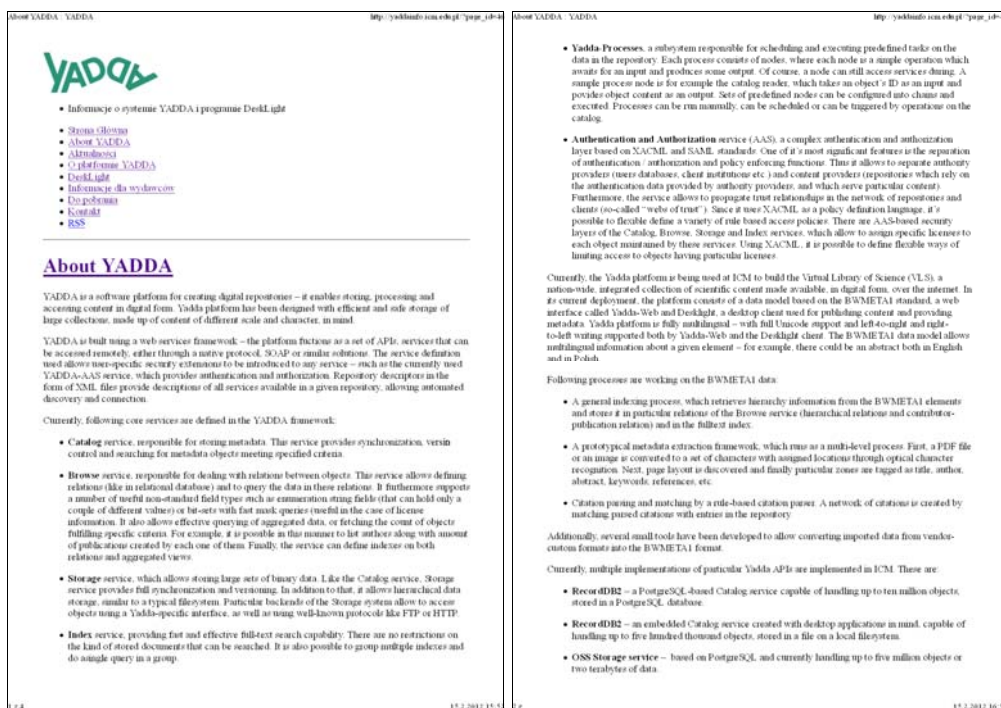 About YADDA : YADDA
http://yaddainfo.icm.edu.pl/?page_id=4
YADDA
Informacje o systemie YADDA i programie DeskLight
Strona Główna
About YADDA
Aktualności
O platformie YADDA
DeskLight
Informacje dla wydawców
Do pobrania
Kontakt
RSS
About YADDA
YADDA is a software platform for creating digital repositories – it enables storing, processing and
accessing content in digital form. Yadda platform has been designed with efficient and safe storage of
large collections, made up of content of different scale and character, in mind.
YADDA is built using a web services framework – the platform fuctions as a set of APIs, services that can
be accessed remotely, either through a native protocol, SOAP or similar solutions. The service definition
used allows user-specific security extensions to be introduced to any service – such as the currently used
YADDA-AAS service, which provides authentication and authorization. Repository descriptors in the
form of XML files provide descriptions of all services available in a given repository, allowing automated
discovery and connection.
Currently, following core services are defined in the YADDA framework:
Catalog service, responsible for storing metadata. This service provides synchronization, versin
control and searching for metadata objects meeting specified criteria.
Browse service, responsible for dealing with relations between objects. This service allows defining
relations (like in relational database) and to query the data in these relations. It furthermore supports
a number of useful non-standard field types such as enumeration string fields (that can hold only a
couple of different values) or bit-sets with fast mask queries (useful in the case of license
information. It also allows effective querying of aggregated data, or fetching the count of objects
fulfilling specific criteria. For example, it is possible in this manner to list authors along with amount
of publications created by each one of them. Finally, the service can define indexes on both
relations and aggregated views.
Storage service, which allows storing large sets of binary data. Like the Catalog service, Storage
service provides full synchronization and versioning. In addition to that, it allows hierarchical data
storage, similar to a typical filesystem. Particular backends of the Storage system allow to access
objects using a Yadda-specific interface, as well as using well-known protocols like FTP or HTTP.
Index service, providing fast and effective full-text search capability. There are no restrictions on
the kind of stored documents that can be searched. It is also possible to group multiple indexes and
do a single query in a group.
15.2.2012 15:5
About YADDA : YADDA
http://yaddainfo.icm.edu.pl/?page_id=
Yadda-Processes, a subsystem responsible for scheduling and executing predefined tasks on the
data in the repository. Each process consists of nodes, where each node is a simple operation which
awaits for an input and produces some output. Of course, a node can still access services during. A
sample process node is for example the catalog reader, which takes an object's ID as an input and
povides object content as an output. Sets of predefined nodes can be configured into chains and
executed. Processes can be run manually, can be scheduled or can be triggered by operations on the
catalog.
Authentication and Authorization service (AAS), a complex authentication and authorization
layer based on XACML and SAML standards. One of it's most significant features is the separation
of authentication / authorization and policy enforcing functions. Thus it allows to separate authority
providers (users databases, client institutions etc.) and content providers (repositories which rely on
the authentication data provided by authority providers, and which serve particular content)
Furthermore, the service allows to propagate trust relationships in the network of repositories and
clients (so-called "webs of trust"). Since it uses XACML as a policy definition language, it's
possible to flexible define a variety of rule based access policies. There are AAS-based security
layers of the Catalog, Browse, Storage and Index services, which allow to assign specific licenses to
each object maintained by these services. Using XACML, it is possible to define flexible ways of
limiting access to objects having particular licenses.
Currently, the Yadda platform is being used at ICM to build the Virtual Library of Science (VLS), a
nation-wide, integrated collection of scientific content made available, in digital form, over the internet. In
its current deployment, the platform consists of a data model based on the BWMETA1 standard, a web
interface called Yadda-Web and Desklight, a desktop client used for publishing content and providing
metadata. Yadda platform is fully multilingual – with full Unicode support and left-to-right and right-
to-left writing supported both by Yadda-Web and the Desklight client. The BWMETA1 data model allows
multilingual information about a given element – for example, there could be an abstract both in English
and in Polish.
Following processes are working on the BWMETA1 data:
A general indexing process, which retrieves hierarchy information from the BWMETA1 elements
and stores it in particular relations of the Browse service (hierarchical relations and contributor-
publication relation) and in the fulltext index.
A prototypical metadata extraction framework, which runs as a multi-level process. First, a PDF file
or an image is converted to a set of characters with assigned locations through optical character
recognition. Next, page layout is discovered and finally particular zones are tagged as title, author,
abstract, keywords, references, etc.
Citation parsing and matching by a rule-based citation parser. A network of citations is created by
matching parsed citations with entries in the repository.
Additionally, several small tools have been developed to allow converting imported data from vendor-
custom formats into the BWMETA1 format.
Currently, multiple implementations of particular Yadda APIs are implemented in ICM. These are:
RecordDB2 – a PostgreSQL-based Catalog service capable of handling up to ten million objects,
stored in a PostgreSQL database.
RecordDB2 – an embedded Catalog service created with desktop applications in mind, capable of
handling up to five hundred thousand objects, stored in a file on a local filesystem.
OSS Storage service – based on PostgreSQL and currently handling up to five million objects or
two terabytes of data.
15.2.2012 16: